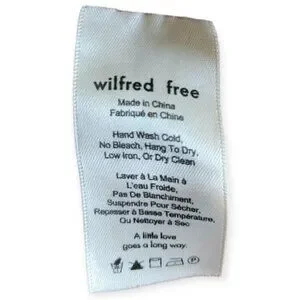 wilfred free
Made in China
Fabriqué en Chine
Hand Wash Cold,
No Bleach, Hang To Dry,
Low Iron, Or Dry Clean
Laver à La Main à
L'eau Froide,
Pas De Blanchiment,
Suspendre Pour Sécher,
Repasser à Basse Température,
Ou Nettoyer à Sec
A little love
goes a long way.